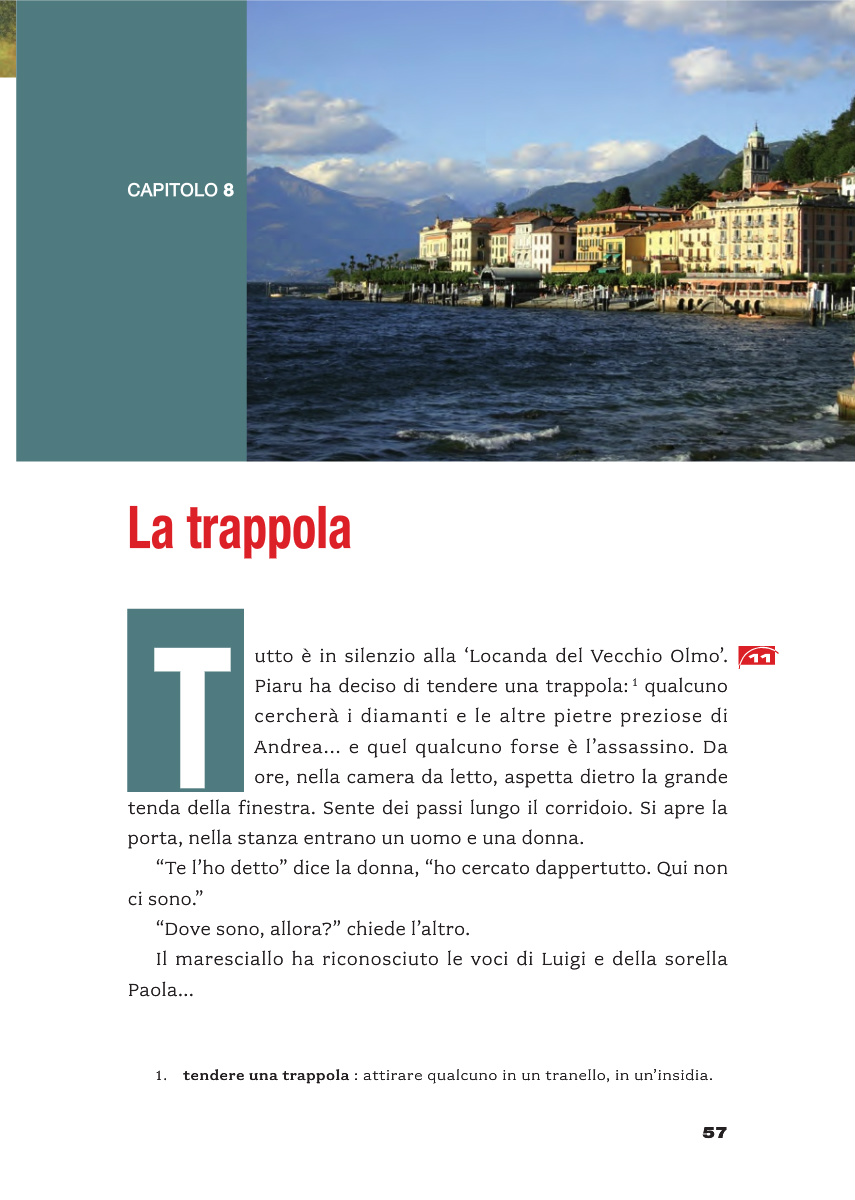 CAPITOLO 8
La trappola
Tutto è in silenzio alla ‘Locanda del Vecchio Olmo’.
11
Piaru ha deciso di tendere una trappola: 1 qualcuno
cercherà i diamanti e le altre pietre preziose di
Andrea... e quel qualcuno forse è l’assassino. Da
ore, nella camera da letto, aspetta dietro la grande
tenda della finestra. Sente dei passi lungo il corridoio. Si apre la
porta, nella stanza entrano un uomo e una donna.
“Te l’ho detto” dice la donna, “ho cercato dappertutto. Qui non
ci sono.”
“Dove sono, allora?” chiede l’altro.
Il maresciallo ha riconosciuto le voci di Luigi e della sorella
Paola...
1. tendere una trappola : attirare qualcuno in un tranello, in un’insidia.
57